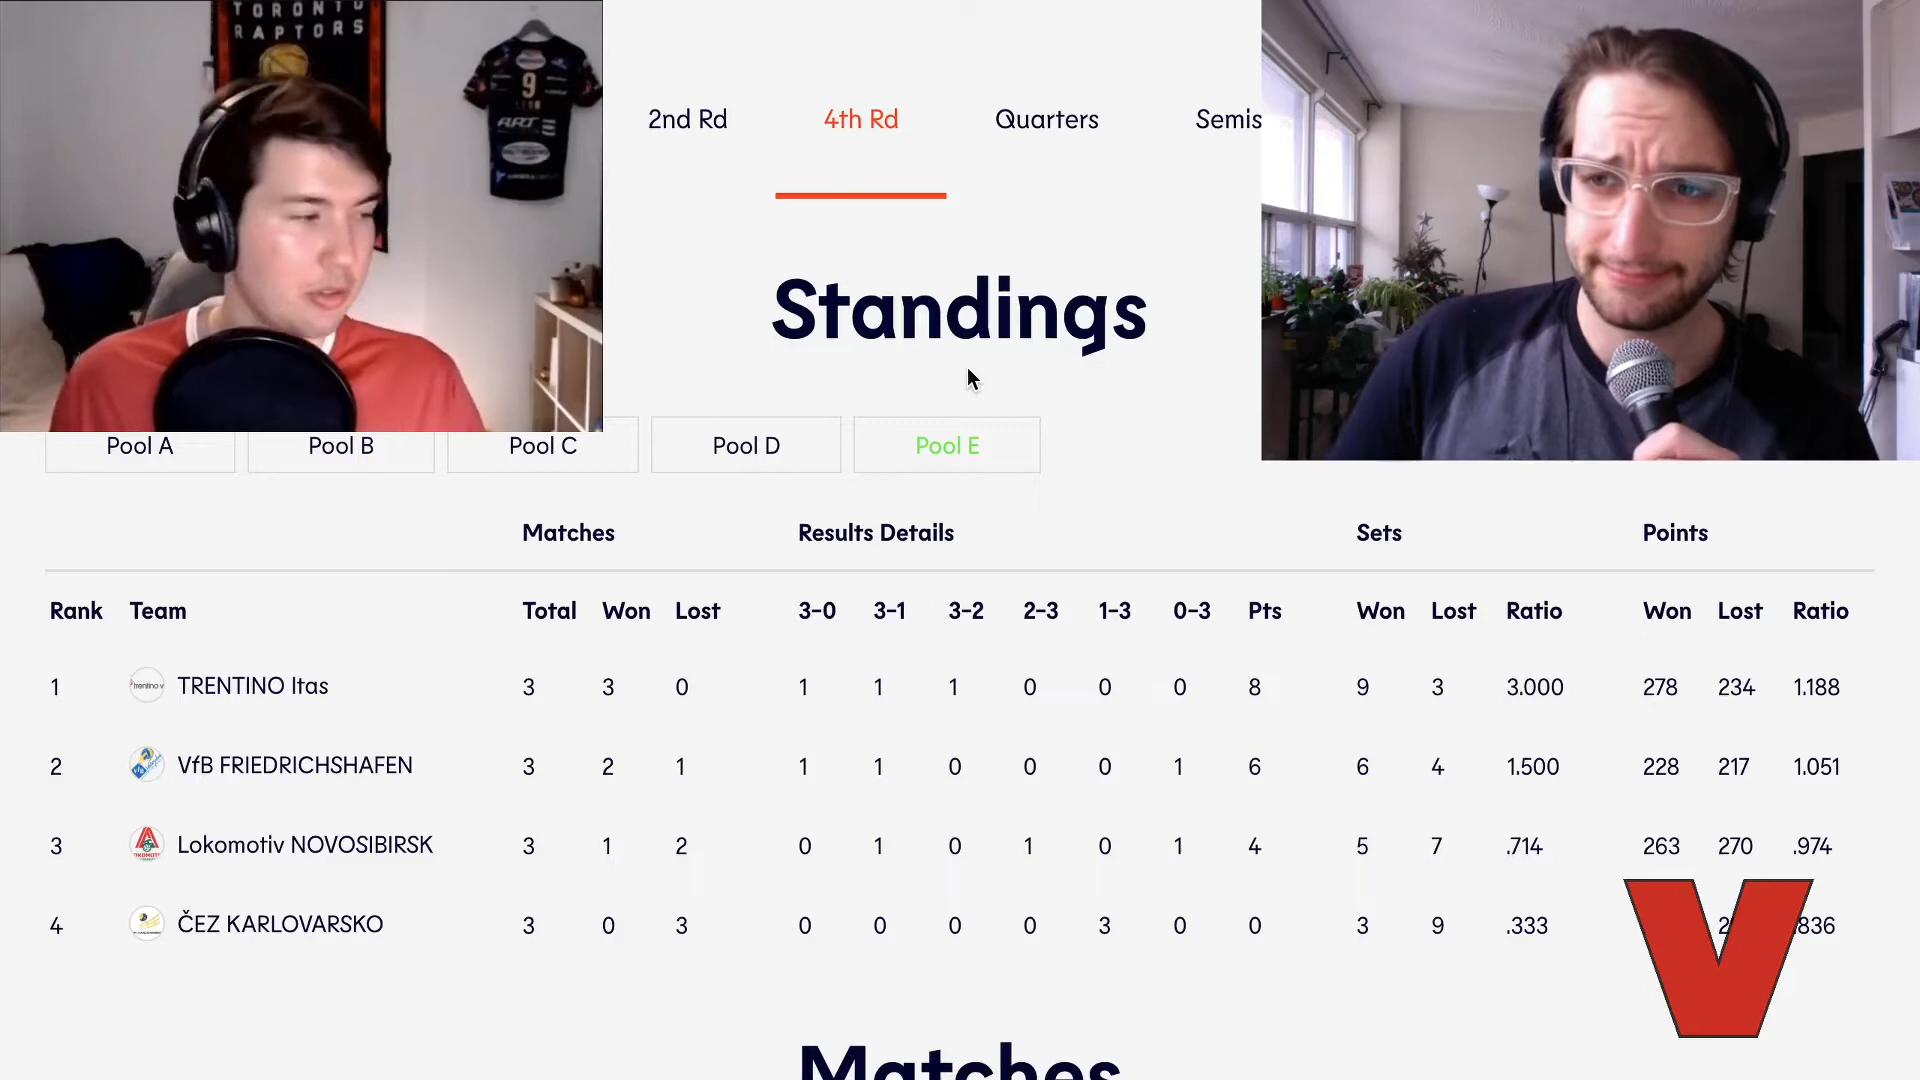 TORONTO
RAPTORS
9
2nd Rd 4th Rd Quarters Semis
Standings
Pool A Pool B Pool C Pool D Pool E
Matches Results Details Sets Points
Rank Team Total Won Lost 3-0 3-1 3-2 2-3 1-3 0-3 Pts Won Lost Ratio Won Lost Ratio
1 TRENTINO Itas 3 3 0 1 1 1 0 0 0 8 9 3 3.000 278 234 1.188
2 VfB FRIEDRICHSHAFEN 3 2 1 1 1 0 0 0 1 6 6 4 1.500 228 217 1.051
3 Lokomotiv NOVOSIBIRSK 3 1 2 0 1 0 1 0 1 4 5 7 .714 263 270 .974
4 ČEZ KARLOVARSKO 3 0 3 0 0 0 0 3 0 0 3 9 .333 836
V
Matches